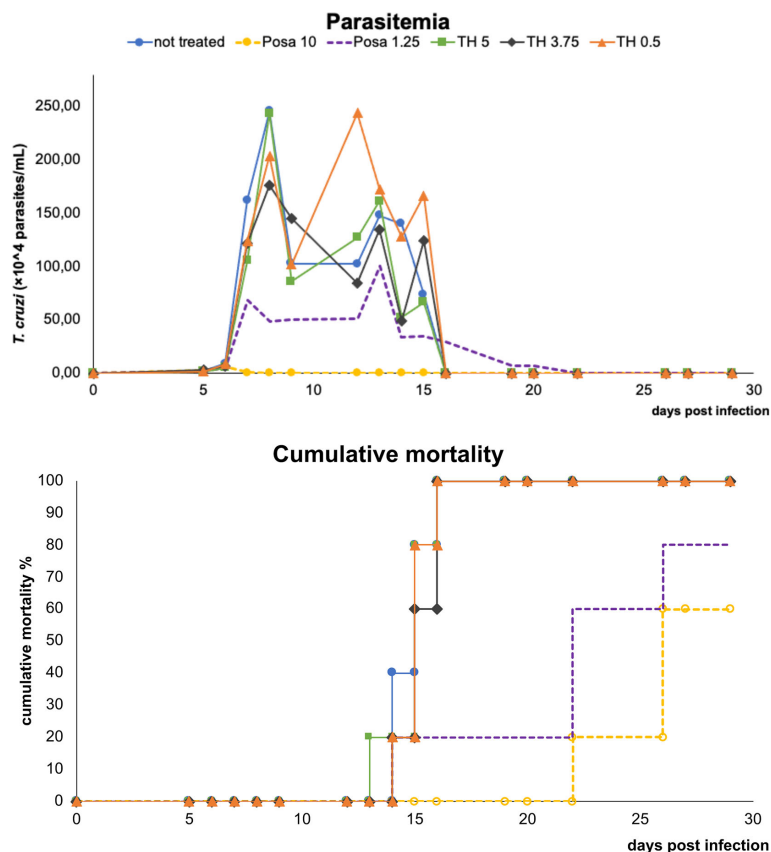 Parasitemia
not treated Posa 10 Posa 1.25 TH 5 TH 3.75 TH 0.5
T. cruzi (×10^4 parasites/mL)
250,00
200,00
150,00
100,00
50,00
0,00
0 5 10 15 20 25 30
days post infection
Cumulative mortality
cumulative mortality %
100
90
80
70
60
50
40
30
20
10
0
0 5 10 15 20 25 30
days post infection